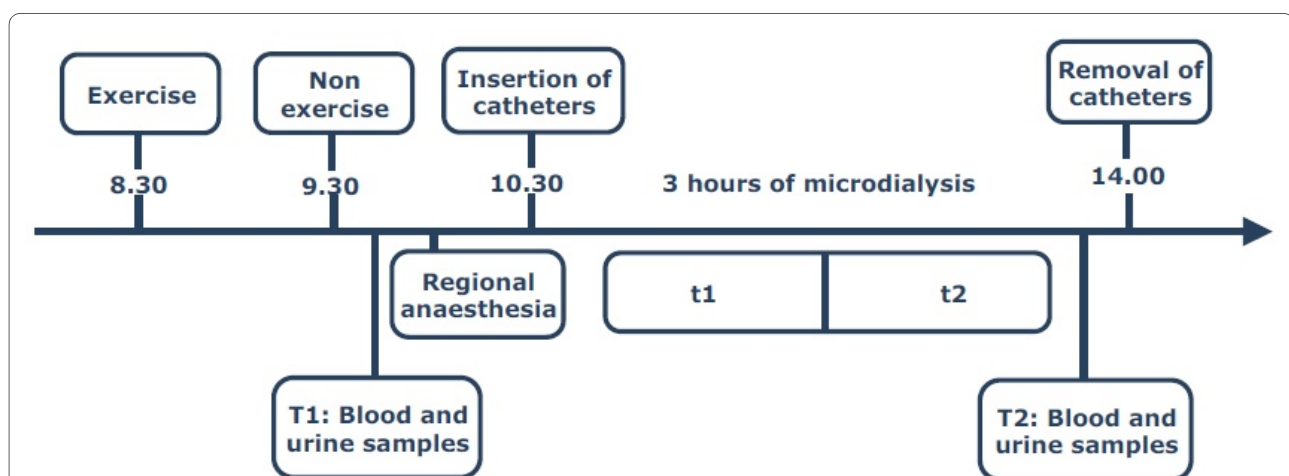 Exercise
Non
exercise
Insertion of
catheters
Removal of
catheters
8.30
9.30
10.30
3 hours of microdialysis
14.00
Regional
anaesthesia
t1
t2
T1: Blood and
urine samples
T2: Blood and
urine samples